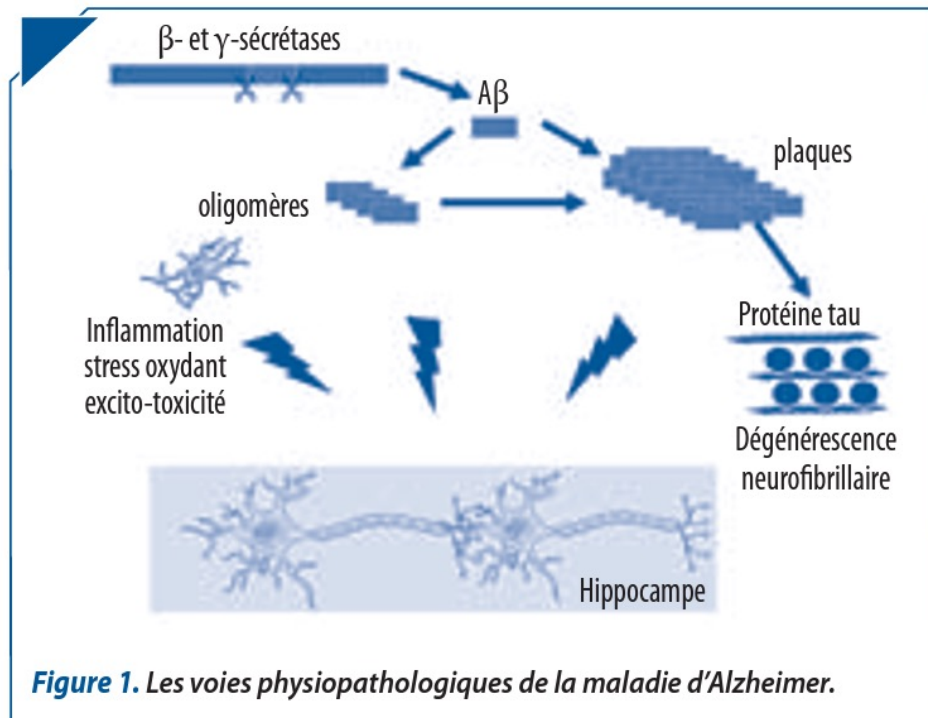 β- et γ-sécrétases
Aβ
plaques
oligomères
Inflammation
stress oxydant
excito-toxicité
Protéine tau
Dégénérescence
neurofibrillaire
Hippocampe
Figure 1. Les voies physiopathologiques de la maladie d’Alzheimer.